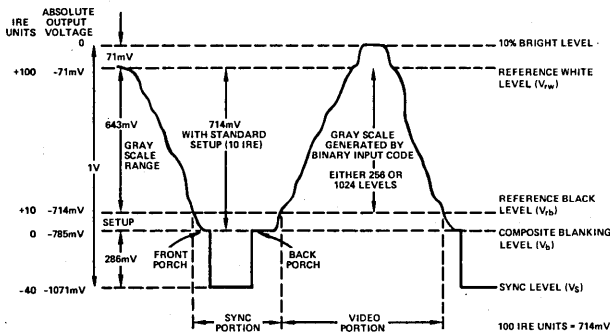 IRE UNITS
ABSOLUTE OUTPUT VOLTAGE
0
10% BRIGHT LEVEL
71mV
+100
-71mV
REFERENCE WHITE LEVEL (Vrw)
643mV
GRAY SCALE RANGE
714mV WITH STANDARD SETUP (10 IRE)
GRAY SCALE GENERATED BY BINARY INPUT CODE
EITHER 256 OR 1024 LEVELS
1V
+10
-714mV
REFERENCE BLACK LEVEL (Vrb)
SETUP
0
-785mV
COMPOSITE BLANKING LEVEL (Vb)
286mV
FRONT PORCH
BACK PORCH
-40
-1071mV
SYNC LEVEL (VS)
SYNC PORTION
VIDEO PORTION
100 IRE UNITS = 714mV